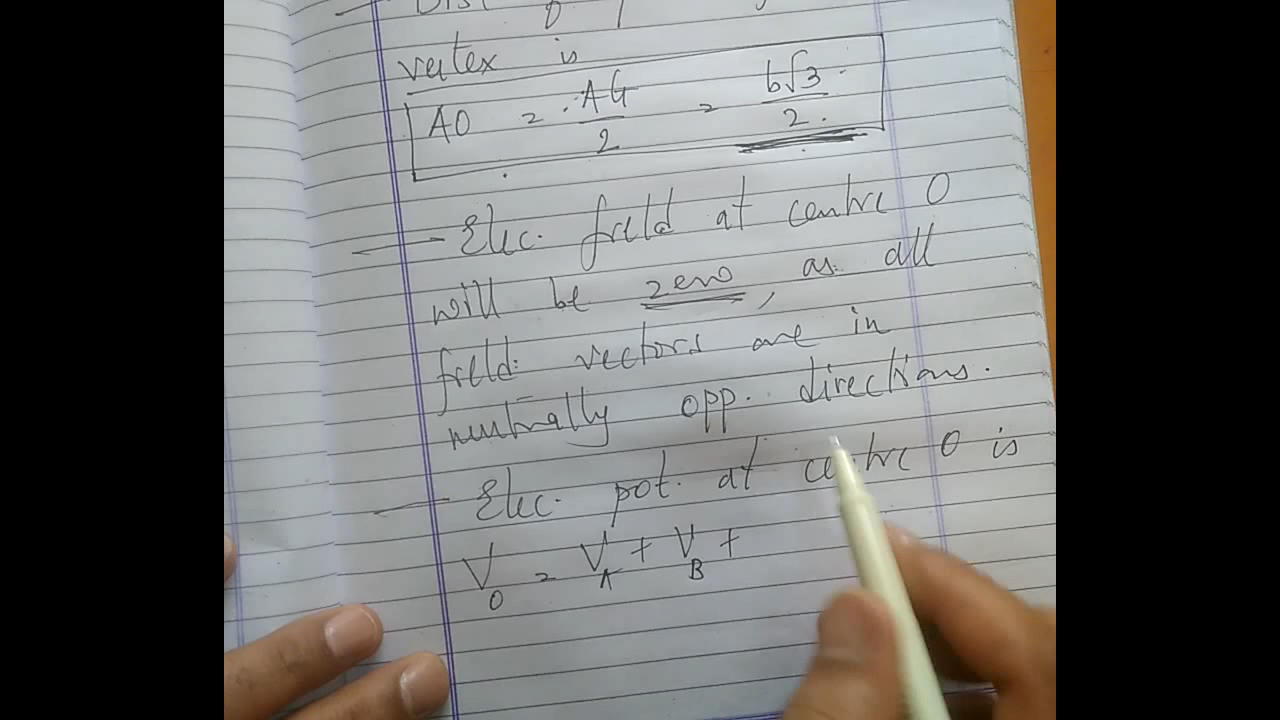 vertex is
AO = AG/2 = b√3/2
Elec. field at centre O
will be zero, as all
field vectors are in
mutually opp. directions.
Elec. pot. at centre O is
V_O = V_A + V_B +